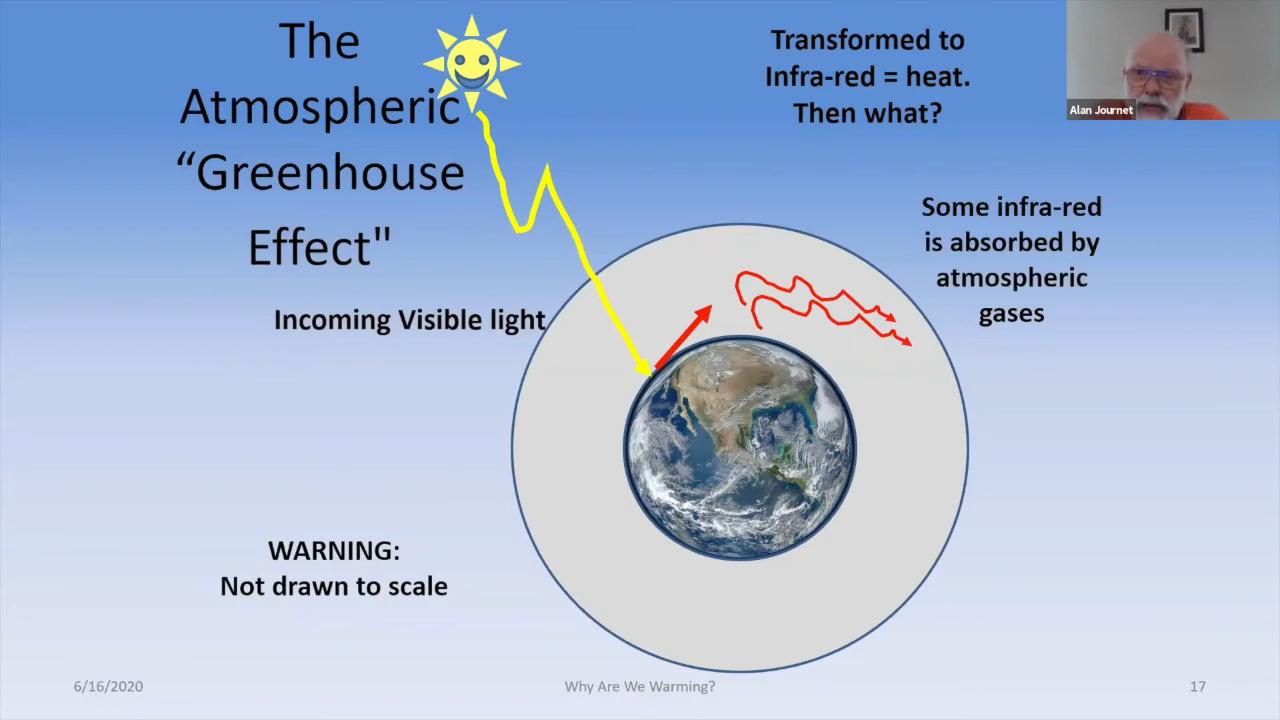 The
Atmospheric
“Greenhouse
Effect"
Transformed to
Infra-red = heat.
Then what?
Alan Journet
Some infra-red
is absorbed by
atmospheric
gases
Incoming Visible light
WARNING:
Not drawn to scale
6/16/2020
Why Are We Warming?
17